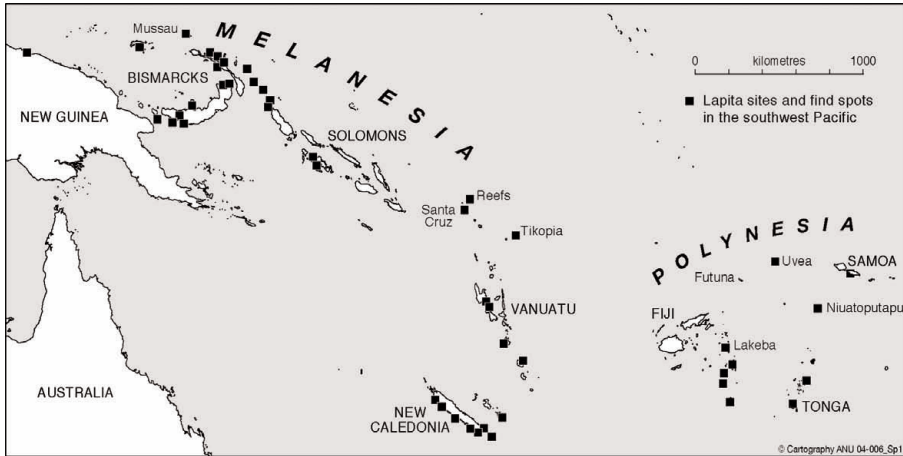 Mussau
MELANESIA
BISMARCKS
NEW GUINEA
SOLOMONS
0 kilometres 1000
Lapita sites and find spots
in the southwest Pacific
Reefs
Santa
Cruz
Tikopia
POLYNESIA
Uvea
SAMOA
Futuna
VANUATU
FIJI
Niuatoputapu
Lakeba
AUSTRALIA
NEW
CALEDONIA
TONGA
© Cartography ANU 04-006_Sp1